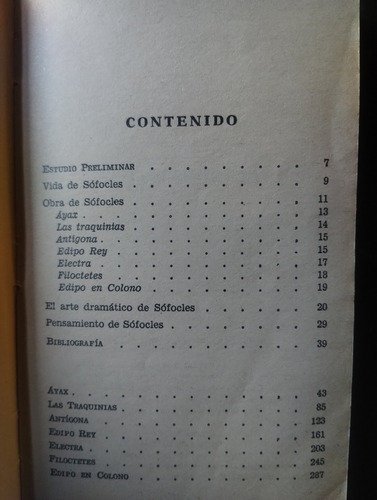 CONTENIDO
ESTUDIO PRELIMINAR . . . . . . . . . 7
Vida de Sófocles . . . . . . . . . . 9
Obra de Sófocles . . . . . . . . . . 11
Áyax . . . . . . . . . . . . 13
Las traquinias . . . . . . . . . 14
Antígona . . . . . . . . . . . 15
Edipo Rey . . . . . . . . . . 15
Electra . . . . . . . . . . . 17
Filoctetes . . . . . . . . . . 18
Edipo en Colono . . . . . . . . 19
El arte dramático de Sófocles . . . . . . 20
Pensamiento de Sófocles . . . . . . . . 29
BIBLIOGRAFÍA . . . . . . . . . . 39
ÁYAX . . . . . . . . . . . . 43
LAS TRAQUINIAS . . . . . . . . . . 85
ANTÍGONA . . . . . . . . . . . 123
EDIPO REY . . . . . . . . . . . 161
ELECTRA . . . . . . . . . . . 203
FILOCTETES . . . . . . . . . . . 245
EDIPO EN COLONO . . . . . . . . . 287